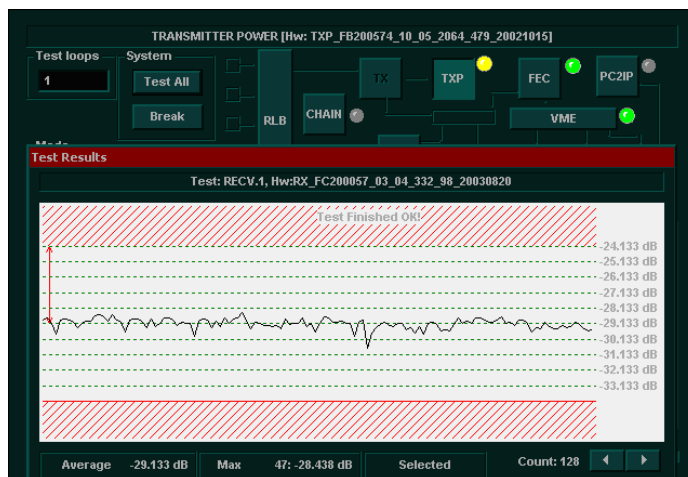 TRANSMITTER POWER [Hw: TXP_FB200574_10_05_2064_479_20021015]
Test loops
System
1
Test All
Break
RLB
CHAIN
TX
TXP
FEC
PC2IP
VME
Test Results
Test: RECV.1, Hw:RX_FC200057_03_04_332_98_20030820
Test Finished OK!
-24.133 dB
-25.133 dB
-26.133 dB
-27.133 dB
-28.133 dB
-29.133 dB
-30.133 dB
-31.133 dB
-32.133 dB
-33.133 dB
Average -29.133 dB
Max 47: -28.438 dB
Selected
Count: 128